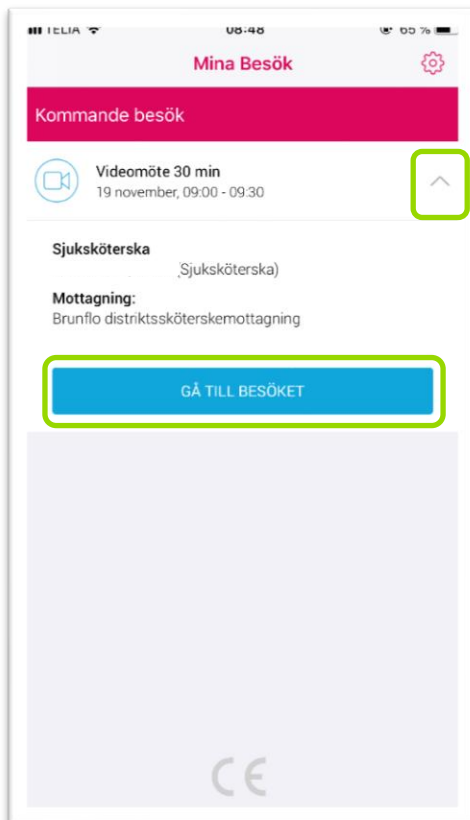 TELIA 08:48 65 %
Mina Besök
Kommande besök
Videomöte 30 min
19 november, 09:00 - 09:30
Sjuksköterska
(Sjuksköterska)
Mottagning:
Brunflo distriktssköterskemottagning
GÅ TILL BESÖKET
CE